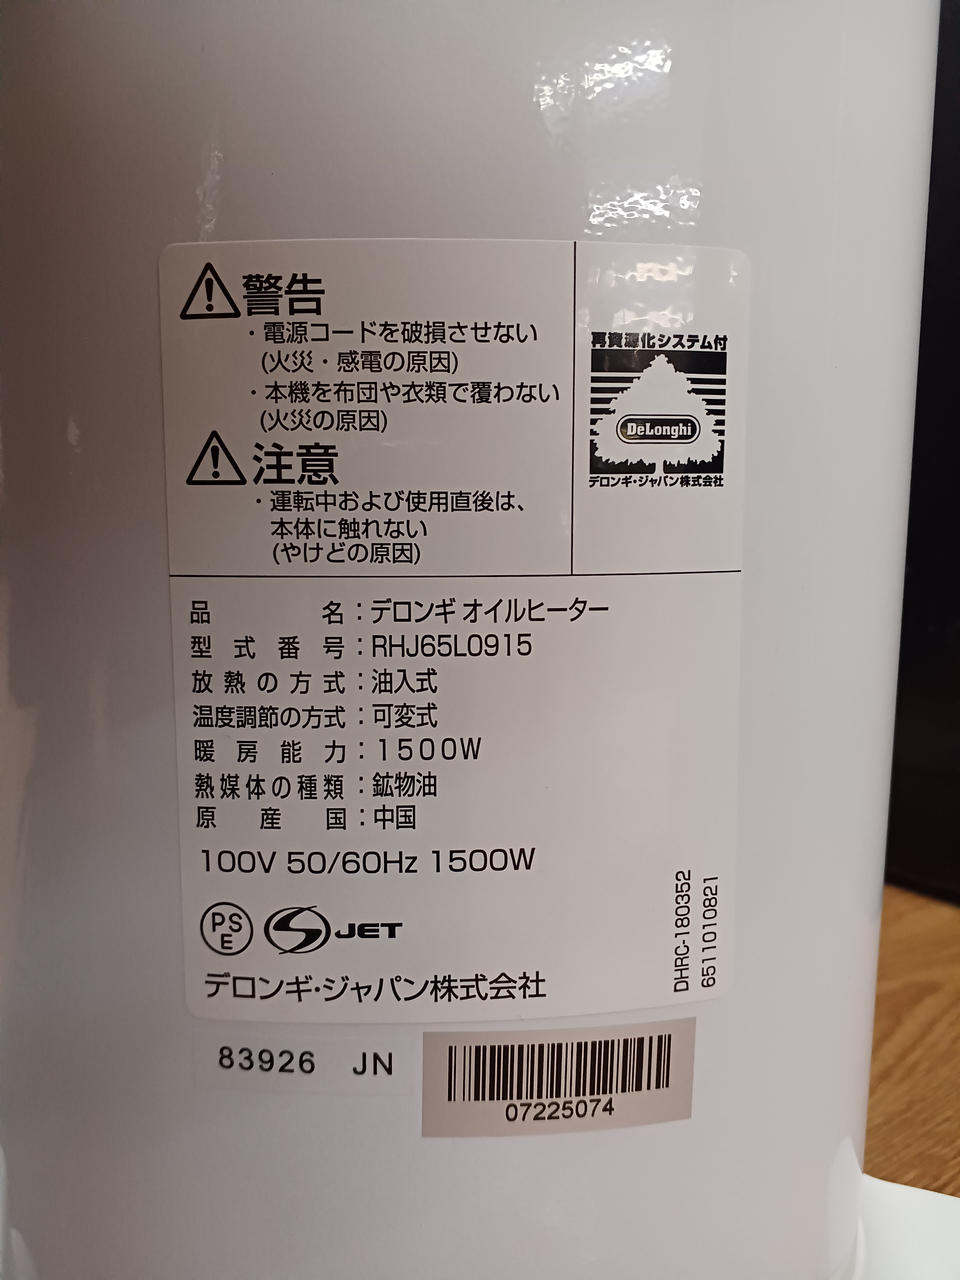 警告
・電源コードを破損させない
(火災・感電の原因)
・本機を布団や衣類で覆わない
(火災の原因)
注意
・運転中および使用直後は、
本体に触れない
(やけどの原因)
再資源化システム付
DeLonghi
デロンギ・ジャパン株式会社
品名：デロンギ オイルヒーター
型式番号：RHJ65L0915
放熱の方式：油入式
温度調節の方式：可変式
暖房能力：1500W
熱媒体の種類：鉱物油
原産国：中国
100V 50/60Hz 1500W
PSE
S JET
デロンギ・ジャパン株式会社
DHRC-180352
6511010821
83926 JN
07225074